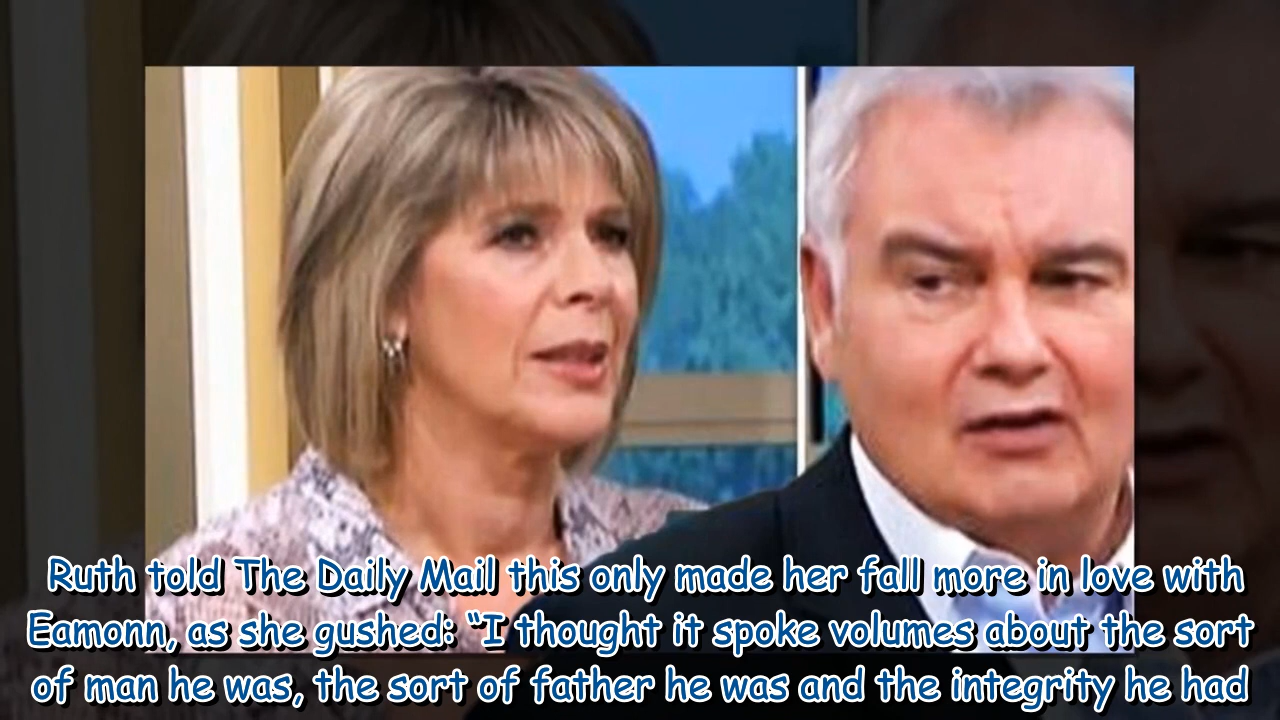 Ruth told The Daily Mail this only made her fall more in love with
Eamonn, as she gushed: “I thought it spoke volumes about the sort
of man he was, the sort of father he was and the integrity he had